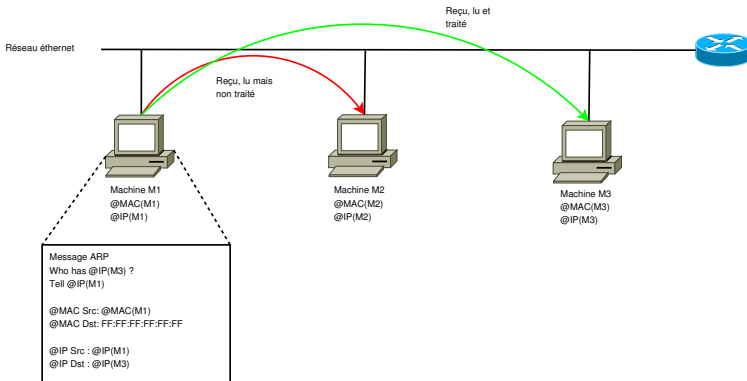 Reçu, lu et
traité
Réseau éthernet
Reçu, lu mais
non traité
Machine M1
@MAC(M1)
@IP(M1)
Machine M2
@MAC(M2)
@IP(M2)
Machine M3
@MAC(M3)
@IP(M3)
Message ARP
Who has @IP(M3) ?
Tell @IP(M1)
@MAC Src: @MAC(M1)
@MAC Dst: FF:FF:FF:FF:FF:FF
@IP Src : @IP(M1)
@IP Dst : @IP(M3)